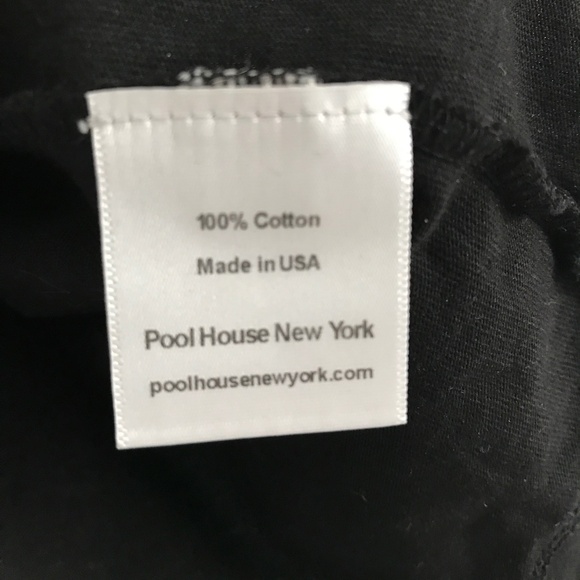 100% Cotton
Made in USA
Pool House New York
poolhousenewyork.com